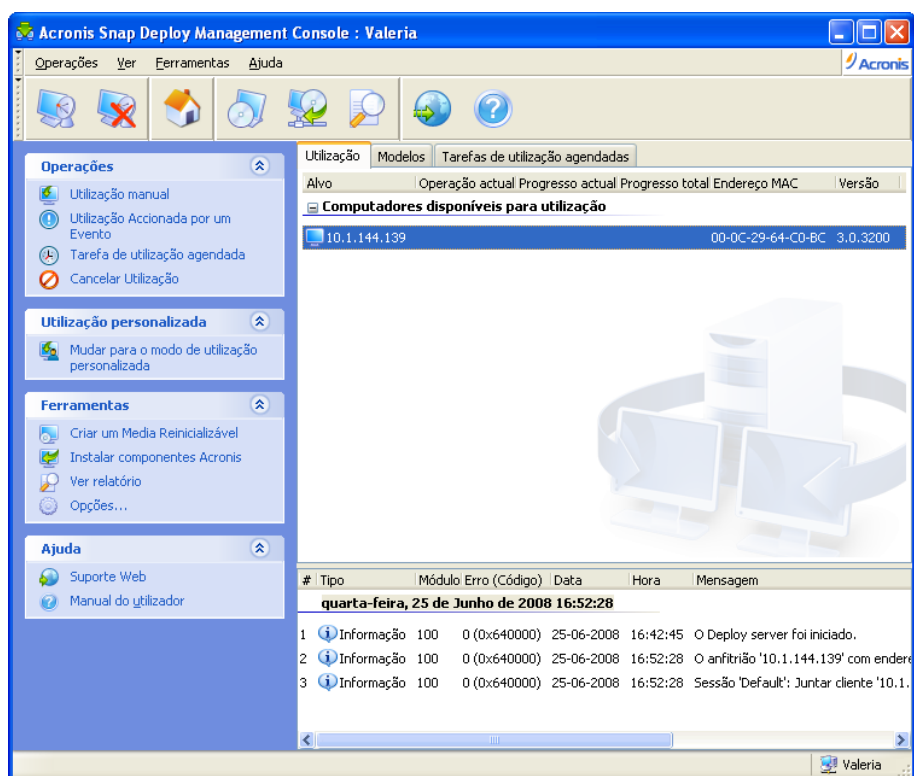 Acronis Snap Deploy Management Console : Valeria
Operações Ver Ferramentas Ajuda
Acronis
Operações
Utilização manual
Utilização Accionada por um
Evento
Tarefa de utilização agendada
Cancelar Utilização
Utilização personalizada
Mudar para o modo de utilização
personalizada
Ferramentas
Criar um Media Reinicializável
Instalar componentes Acronis
Ver relatório
Opções...
Ajuda
Suporte Web
Manual do utilizador
Utilização Modelos Tarefas de utilização agendadas
Alvo Operação actual Progresso actual Progresso total Endereço MAC Versão
Computadores disponíveis para utilização
10.1.144.139 00-0C-29-64-C0-BC 3.0.3200
# Tipo Módulo Erro (Código) Data Hora Mensagem
quarta-feira, 25 de Junho de 2008 16:52:28
1 Informação 100 0 (0x640000) 25-06-2008 16:42:45 O Deploy server foi iniciado.
2 Informação 100 0 (0x640000) 25-06-2008 16:52:28 O anfitrião '10.1.144.139' com endere
3 Informação 100 0 (0x640000) 25-06-2008 16:52:28 Sessão 'Default': Juntar cliente '10.1.
Valeria